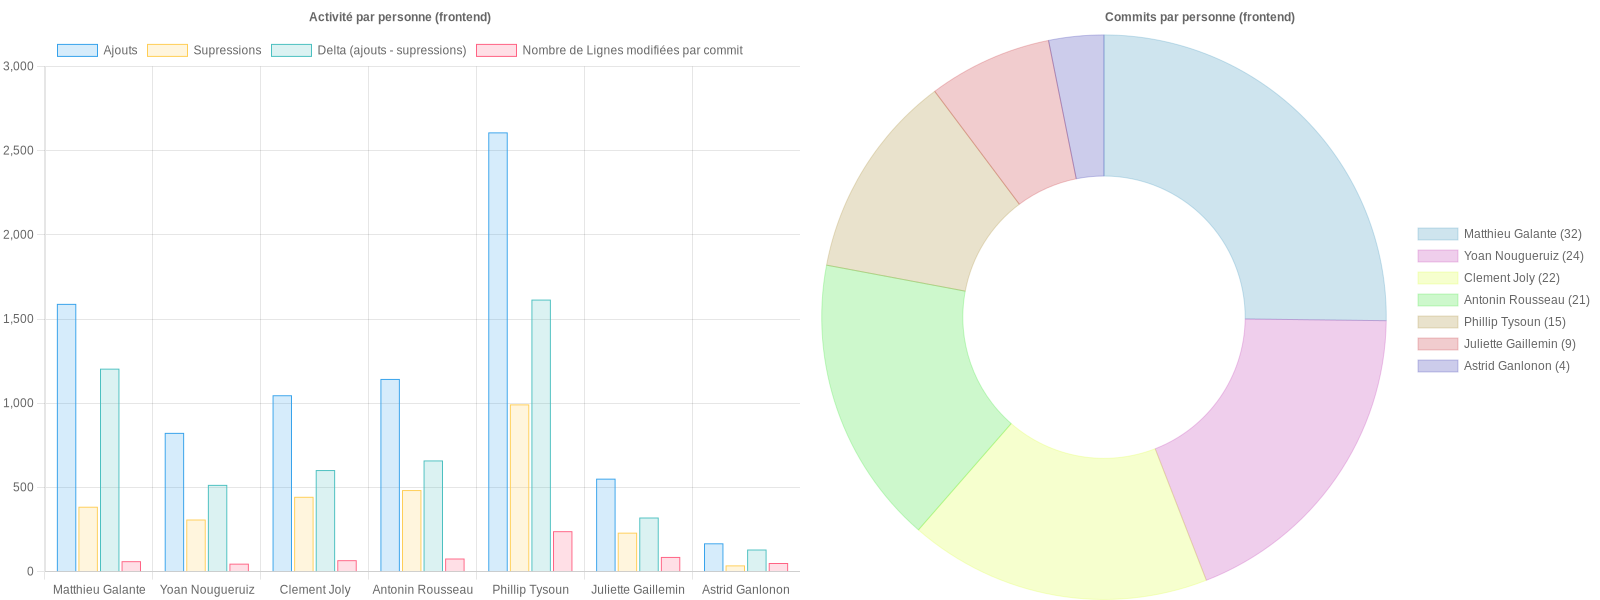 Activité par personne (frontend)
Ajouts
Supressions
Delta (ajouts - supressions)
Nombre de Lignes modifiées par commit
3,000
2,500
2,000
1,500
1,000
500
0
Matthieu Galante
Yoan Nougueruiz
Clement Joly
Antonin Rousseau
Phillip Tysoun
Juliette Gaillemin
Astrid Ganlonon
Commits par personne (frontend)
Matthieu Galante (32)
Yoan Nougueruiz (24)
Clement Joly (22)
Antonin Rousseau (21)
Phillip Tysoun (15)
Juliette Gaillemin (9)
Astrid Ganlonon (4)